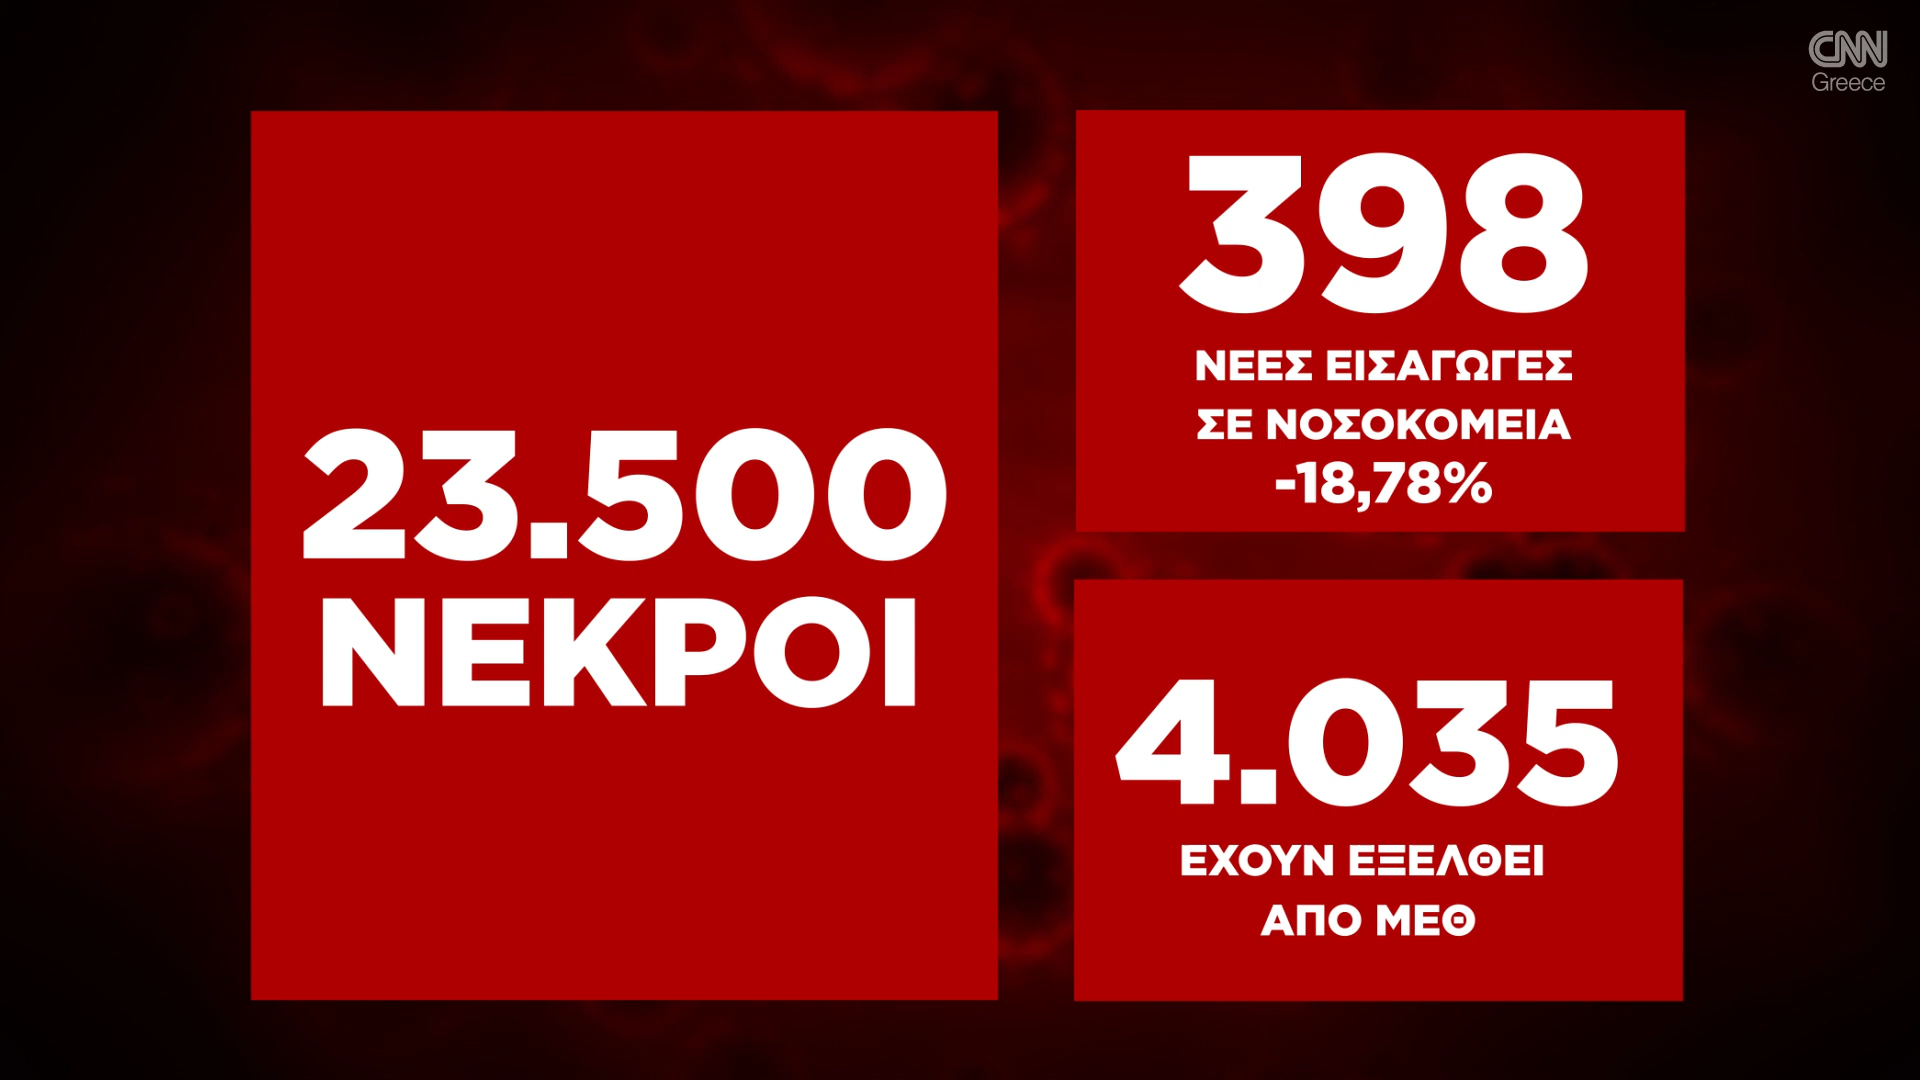 CNN
Greece
23.500
ΝΕΚΡΟΙ
398
ΝΕΕΣ ΕΙΣΑΓΩΓΕΣ
ΣΕ ΝΟΣΟΚΟΜΕΙΑ
-18,78%
4.035
ΕΧΟΥΝ ΕΞΕΛΘΕΙ
ΑΠΟ ΜΕΘ